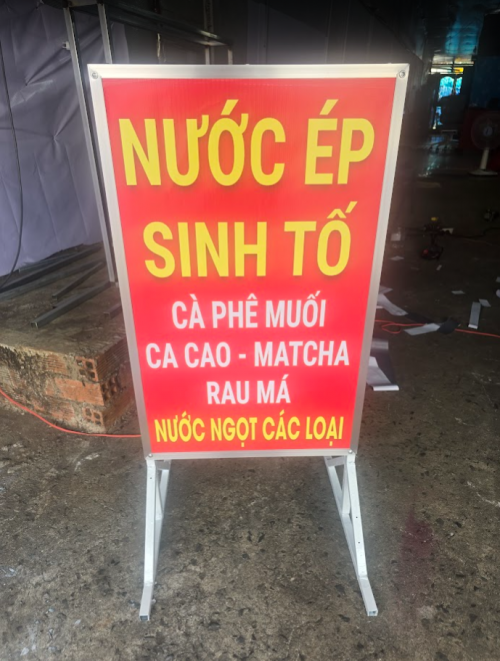 NƯỚC ÉP
SINH TỐ
CÀ PHÊ MUỐI
CA CAO - MATCHA
RAU MÁ
NƯỚC NGỌT CÁC LOẠI